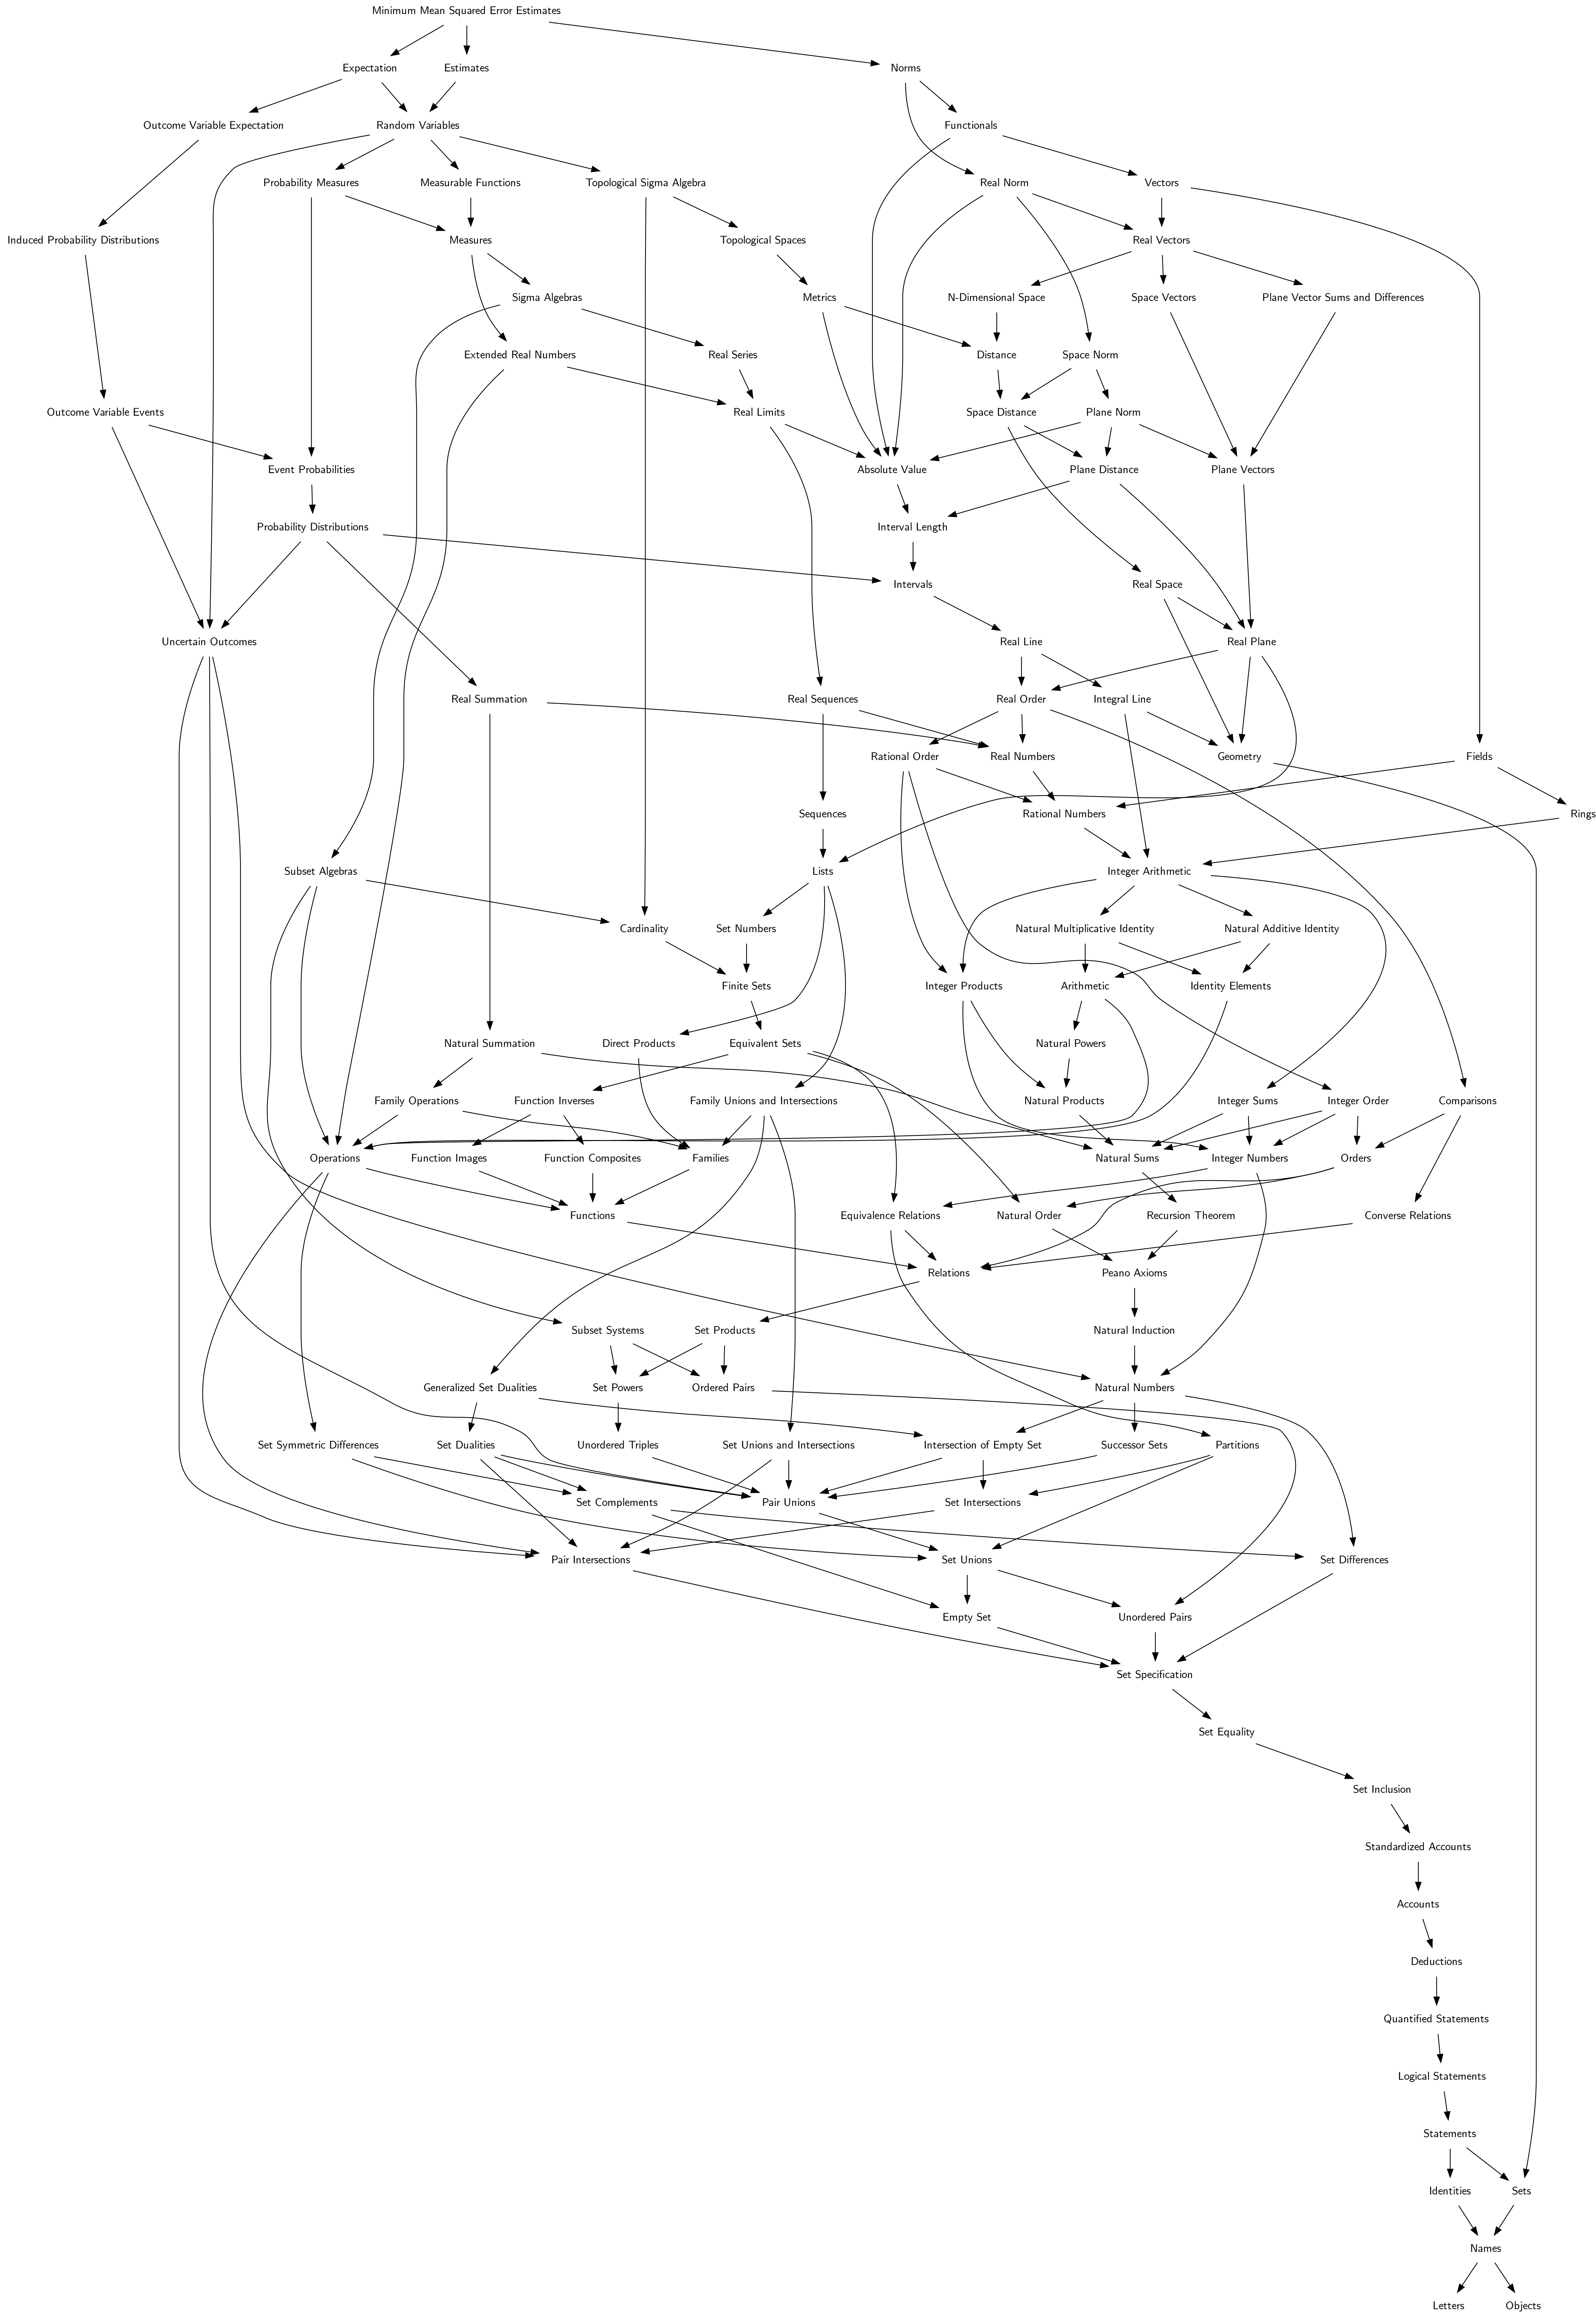 Minimum Mean Squared Error Estimates
Expectation
Estimates
Norms
Outcome Variable Expectation
Random Variables
Functionals
Probability Measures
Measurable Functions
Topological Sigma Algebra
Real Norm
Vectors
Induced Probability Distributions
Measures
Topological Spaces
Real Vectors
Sigma Algebras
Metrics
N-Dimensional Space
Space Vectors
Plane Vector Sums and Differences
Extended Real Numbers
Real Series
Distance
Space Norm
Outcome Variable Events
Real Limits
Space Distance
Plane Norm
Event Probabilities
Absolute Value
Plane Distance
Plane Vectors
Probability Distributions
Interval Length
Intervals
Real Space
Uncertain Outcomes
Real Line
Real Plane
Real Summation
Real Sequences
Real Order
Integral Line
Rational Order
Real Numbers
Geometry
Fields
Sequences
Rational Numbers
Rings
Subset Algebras
Lists
Integer Arithmetic
Cardinality
Set Numbers
Natural Multiplicative Identity
Natural Additive Identity
Finite Sets
Integer Products
Arithmetic
Identity Elements
Natural Summation
Direct Products
Equivalent Sets
Natural Powers
Family Operations
Function Inverses
Family Unions and Intersections
Natural Products
Integer Sums
Integer Order
Comparisons
Operations
Function Images
Function Composites
Families
Natural Sums
Integer Numbers
Orders
Functions
Equivalence Relations
Natural Order
Recursion Theorem
Converse Relations
Relations
Peano Axioms
Subset Systems
Set Products
Natural Induction
Generalized Set Dualities
Set Powers
Ordered Pairs
Natural Numbers
Set Symmetric Differences
Set Dualities
Unordered Triples
Set Unions and Intersections
Intersection of Empty Set
Successor Sets
Partitions
Set Complements
Pair Unions
Set Intersections
Pair Intersections
Set Unions
Set Differences
Empty Set
Unordered Pairs
Set Specification
Set Equality
Set Inclusion
Standardized Accounts
Accounts
Deductions
Quantified Statements
Logical Statements
Statements
Identities
Sets
Names
Letters
Objects